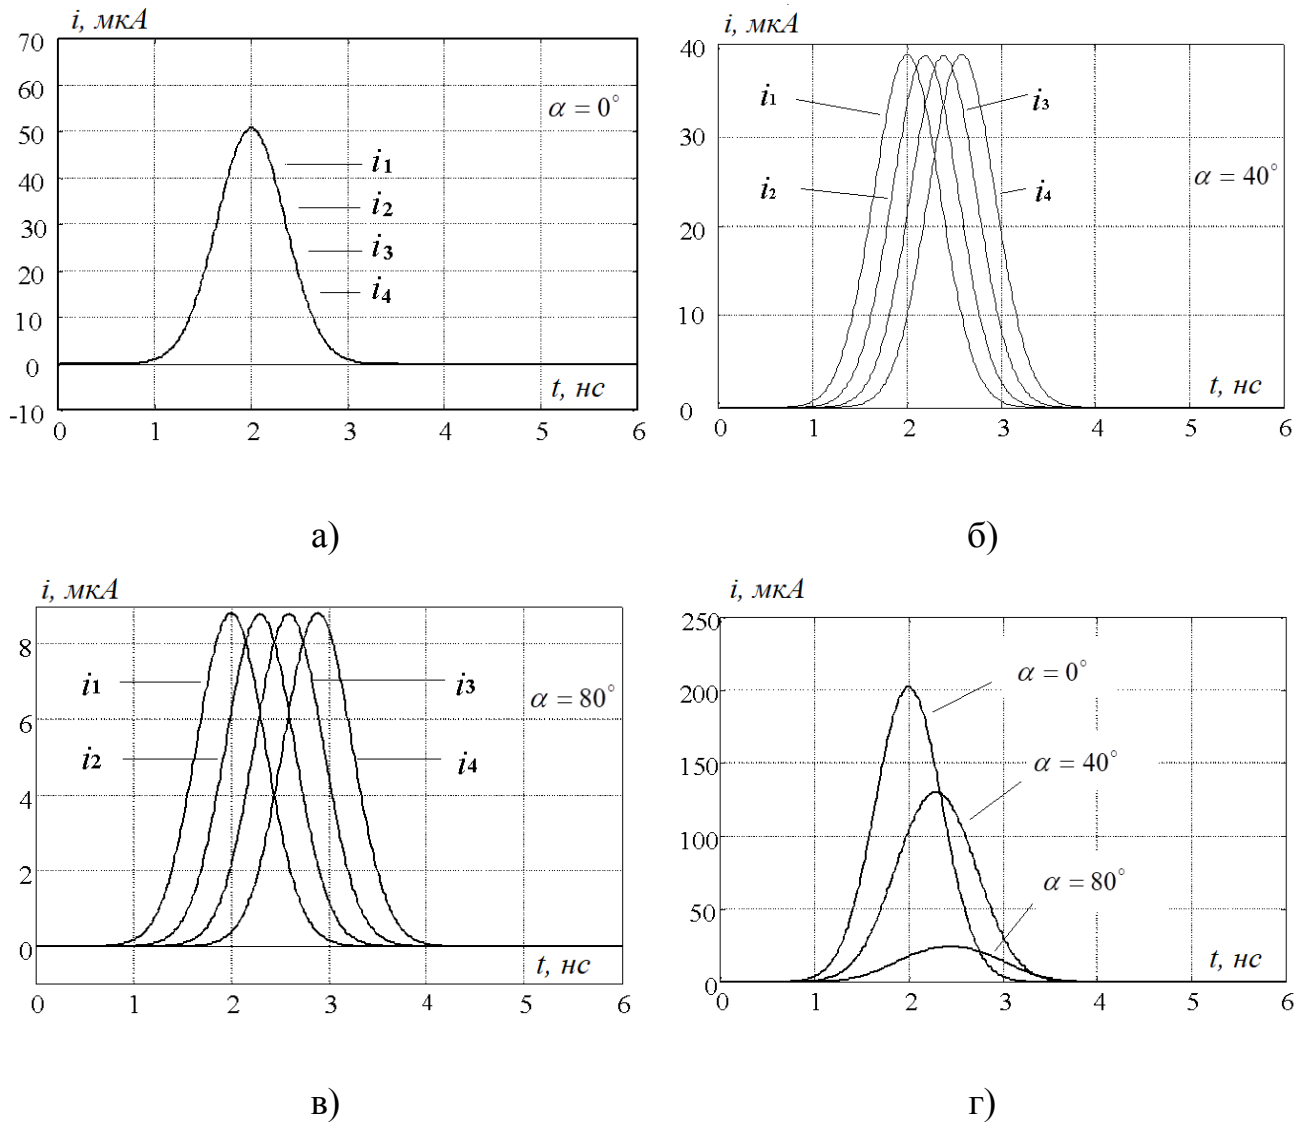 i, мкА
70
60
50
40
30
20
10
0
-10
α = 0°
i1
i2
i3
i4
t, нс
0 1 2 3 4 5 6
а)
i, мкА
40
30
20
10
0
i1
i2
i3
i4
α = 40°
t, нс
0 1 2 3 4 5 6
б)
i, мкА
8
6
4
2
0
i1
i2
i3
i4
α = 80°
t, нс
0 1 2 3 4 5 6
в)
i, мкА
250
200
150
100
50
0
α = 0°
α = 40°
α = 80°
t, нс
0 1 2 3 4 5 6
г)